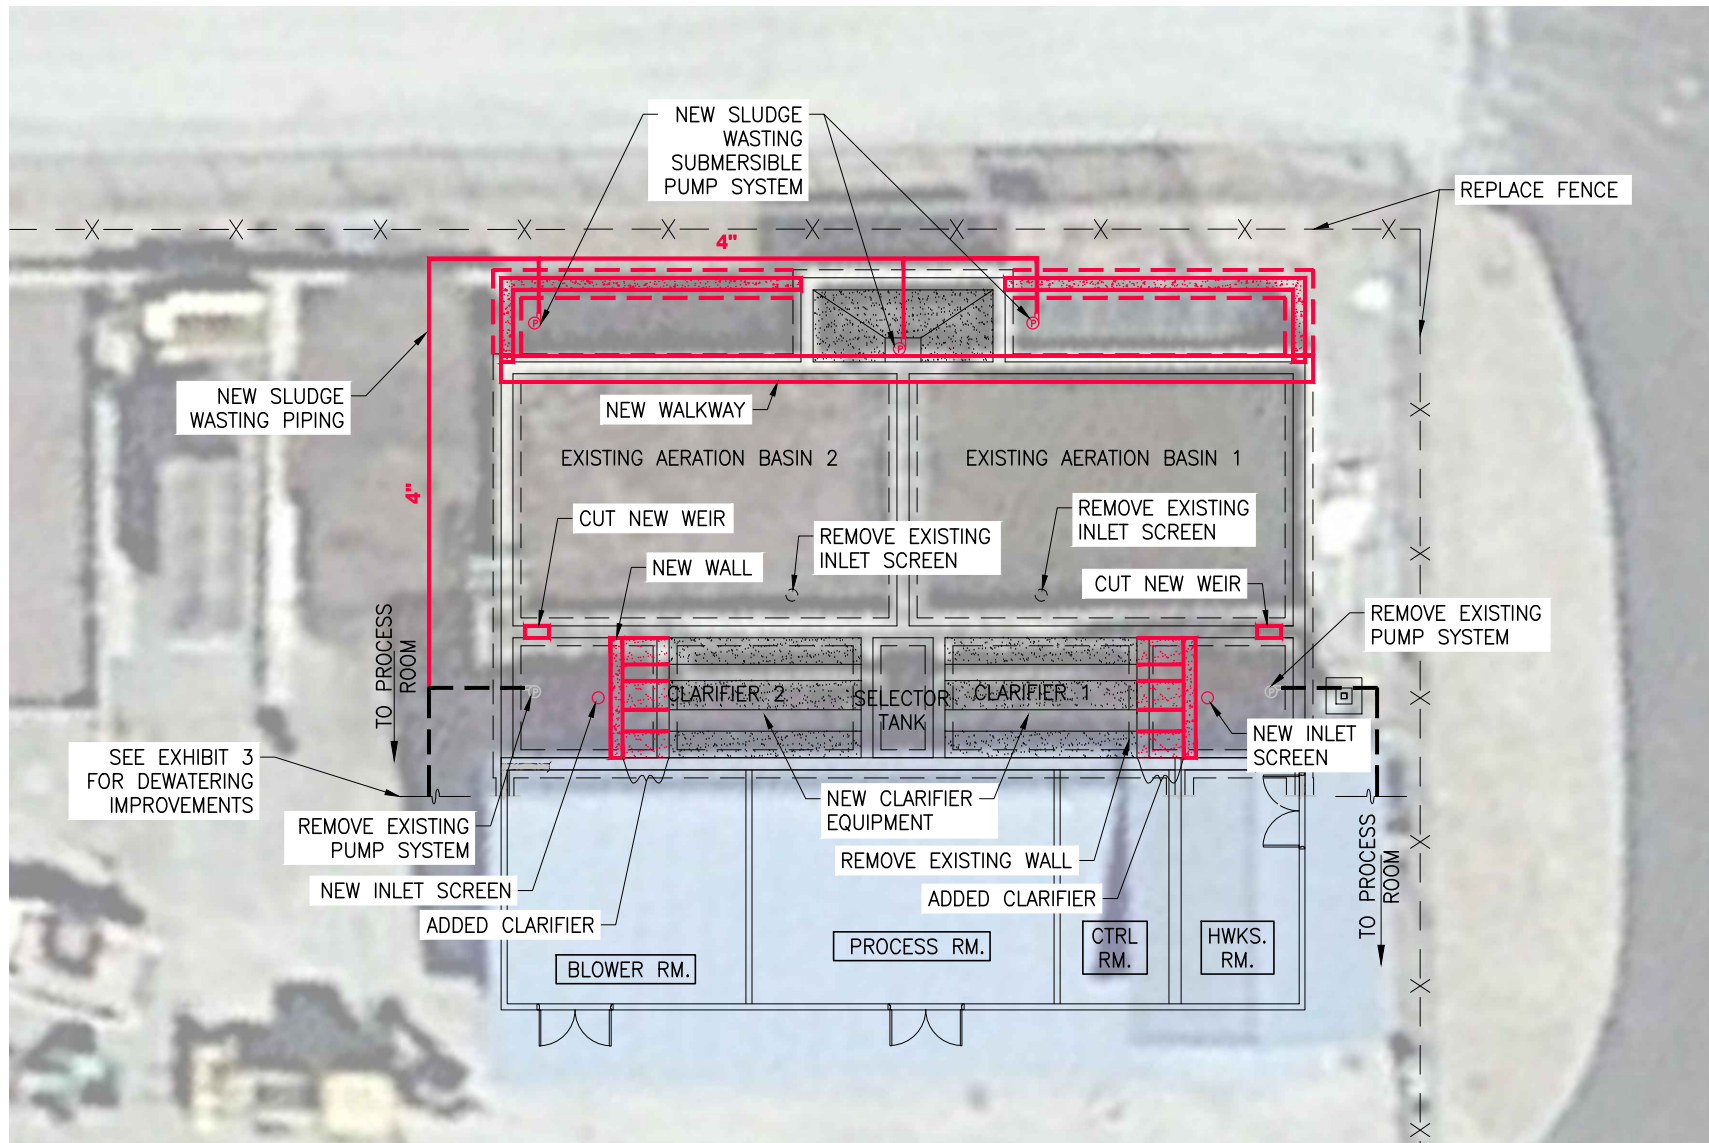 NEW SLUDGE
WASTING
SUBMERSIBLE
PUMP SYSTEM
REPLACE FENCE
4"
P
P
P
NEW SLUDGE
WASTING PIPING
NEW WALKWAY
EXISTING AERATION BASIN 2
EXISTING AERATION BASIN 1
4"
CUT NEW WEIR
REMOVE EXISTING
INLET SCREEN
REMOVE EXISTING
INLET SCREEN
NEW WALL
CUT NEW WEIR
REMOVE EXISTING
PUMP SYSTEM
TO PROCESS
ROOM
P
CLARIFIER 2
SELECTOR
TANK
CLARIFIER 1
P
NEW INLET
SCREEN
SEE EXHIBIT 3
FOR DEWATERING
IMPROVEMENTS
NEW CLARIFIER
EQUIPMENT
REMOVE EXISTING
PUMP SYSTEM
REMOVE EXISTING WALL
TO PROCESS
ROOM
NEW INLET SCREEN
ADDED CLARIFIER
ADDED CLARIFIER
BLOWER RM.
PROCESS RM.
CTRL
RM.
HWKS.
RM.